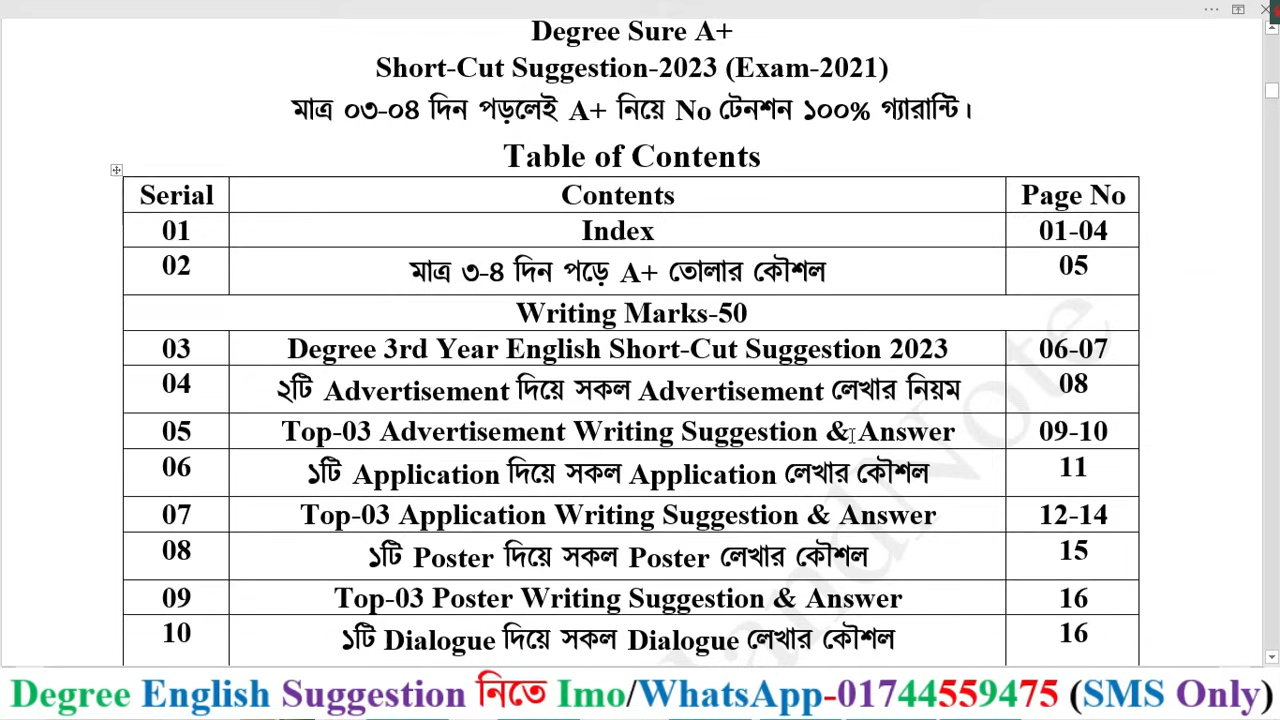 Degree Sure A+
Short-Cut Suggestion-2023 (Exam-2021)
মাত্র ০৩-০৪ দিন পড়লেই A+ নিয়ে No টেনশন ১০০% গ্যারান্টি।
Table of Contents
Serial Contents Page No
01 Index 01-04
02 মাত্র ৩-৪ দিন পড়ে A+ তোলার কৌশল 05
Writing Marks-50
03 Degree 3rd Year English Short-Cut Suggestion 2023 06-07
04 ২টি Advertisement দিয়ে সকল Advertisement লেখার নিয়ম 08
05 Top-03 Advertisement Writing Suggestion & Answer 09-10
06 ১টি Application দিয়ে সকল Application লেখার কৌশল 11
07 Top-03 Application Writing Suggestion & Answer 12-14
08 ১টি Poster দিয়ে সকল Poster লেখার কৌশল 15
09 Top-03 Poster Writing Suggestion & Answer 16
10 ১টি Dialogue দিয়ে সকল Dialogue লেখার কৌশল 16
Degree English Suggestion নিতে Imo/WhatsApp-01744559475 (SMS Only)